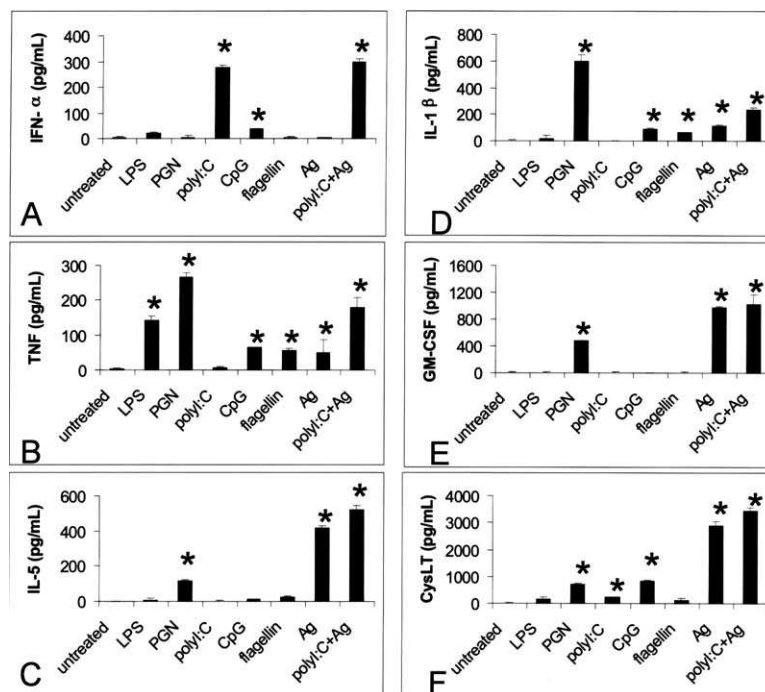 IFN- α (pg/mL)
400
300
200
100
0
*
*
*
untreated
LPS
PGN
polyI:C
CpG
flagellin
Ag
polyI:C+Ag
A
TNF (pg/mL)
300
200
100
0
*
*
*
*
*
*
untreated
LPS
PGN
polyI:C
CpG
flagellin
Ag
polyI:C+Ag
B
IL-5 (pg/mL)
600
400
200
0
*
*
*
untreated
LPS
PGN
polyI:C
CpG
flagellin
Ag
polyI:C+Ag
C
IL-1 β (pg/mL)
800
600
400
200
0
*
*
*
*
*
untreated
LPS
PGN
polyI:C
CpG
flagellin
Ag
polyI:C+Ag
D
GM-CSF (pg/mL)
1600
1200
800
400
0
*
*
*
untreated
LPS
PGN
polyI:C
CpG
flagellin
Ag
polyI:C+Ag
E
CysLT (pg/mL)
4000
3000
2000
1000
0
*
*
*
*
*
untreated
LPS
PGN
polyI:C
CpG
flagellin
Ag
polyI:C+Ag
F